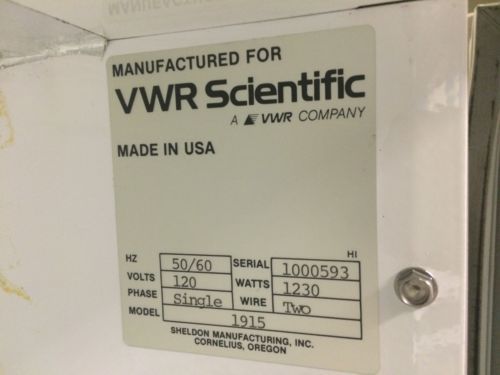 MANUFACTURED FOR
VWR Scientific
A VWR COMPANY
MADE IN USA
HI
HZ 50/60 SERIAL 1000593
VOLTS 120 WATTS 1230
PHASE Single WIRE Two
MODEL 1915
SHELDON MANUFACTURING, INC.
CORNELIUS, OREGON